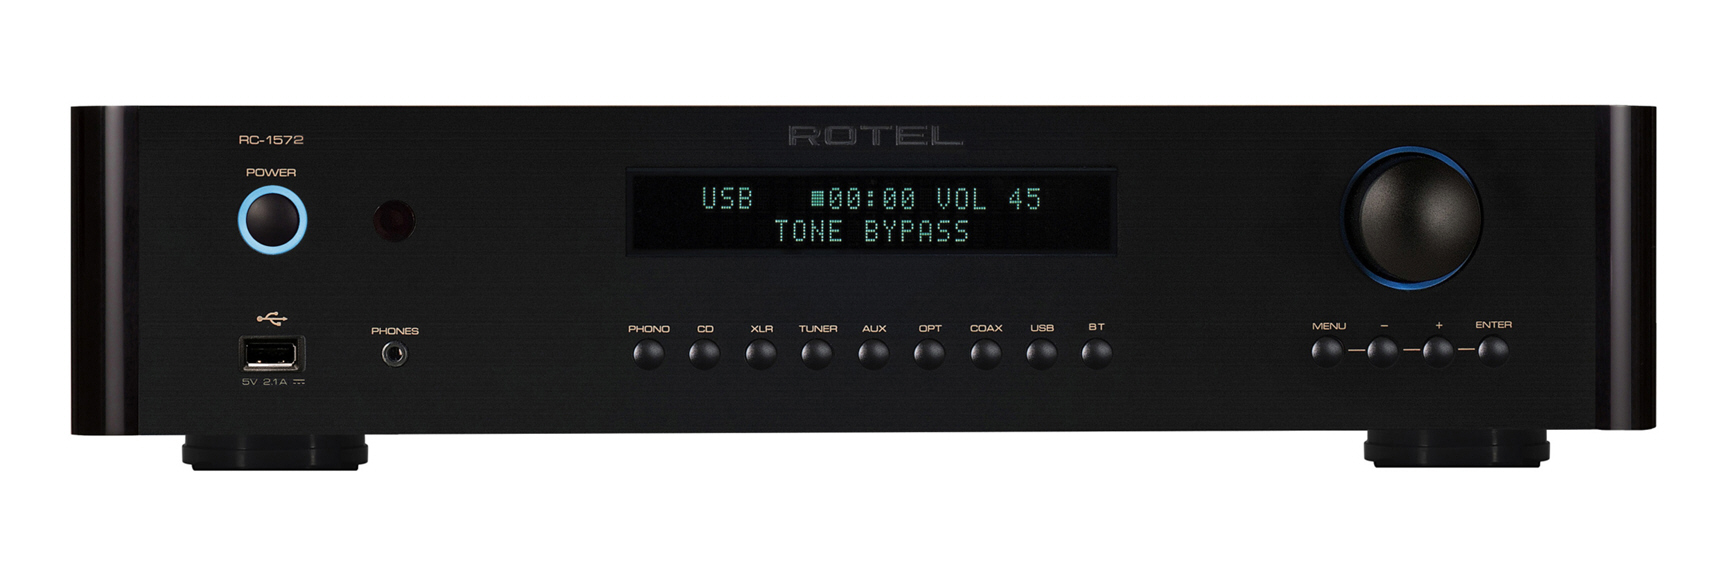 ROTEL
RC-1572
POWER
USB 00:00 VOL 45
TONE BYPASS
5V 2.1A
PHONES
PHONO CD XLR TUNER AUX OPT COAX USB BT
MENU - + ENTER